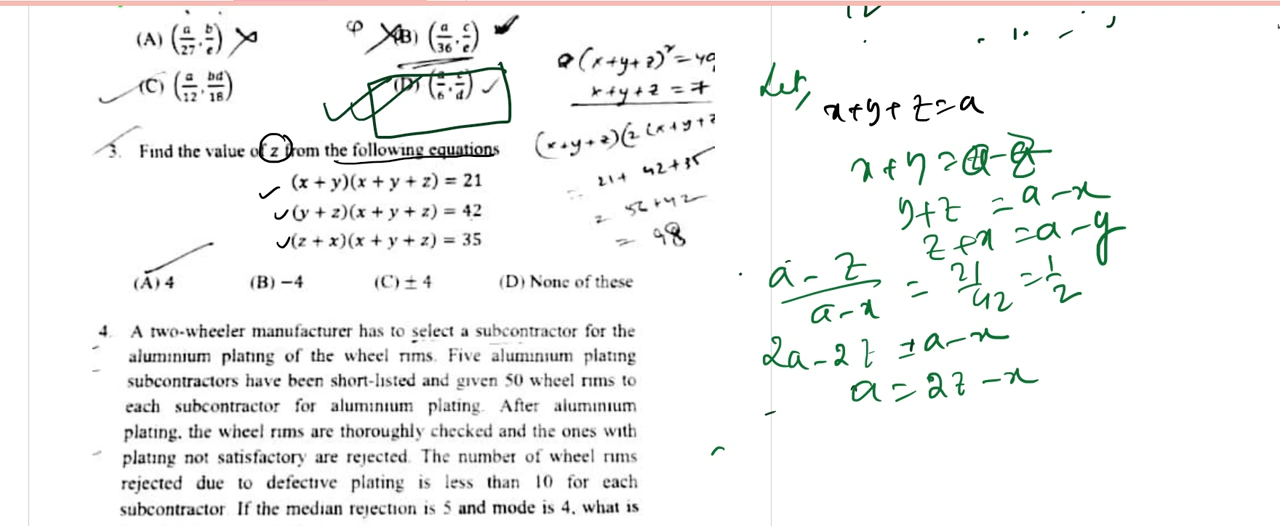 (A) (a/27, b/e)
(B) (a/36, c/e)
(C) (a/12, bd/18)
(D)
3. Find the value of z from the following equations
(x + y)(x + y + z) = 21
(y + z)(x + y + z) = 42
(z + x)(x + y + z) = 35
(A) 4 (B) −4 (C) ± 4 (D) None of these
4. A two-wheeler manufacturer has to select a subcontractor for the
aluminium plating of the wheel rims. Five aluminium plating
subcontractors have been short-listed and given 50 wheel rims to
each subcontractor for aluminium plating. After aluminium
plating, the wheel rims are thoroughly checked and the ones with
plating not satisfactory are rejected. The number of wheel rims
rejected due to defective plating is less than 10 for each
subcontractor. If the median rejection is 5 and mode is 4, what is
(x+y+z)² = 49
x+y+z = 7
(x+y+z)(2(x+y+z
21+ 42+35
= 56+42
= 98
Let,
x+y+z=a
x+y = a-z
y+z = a-x
z+x = a-y
a-z/a-x = 21/42 = 1/2
2a-2z = a-x
a = 2z-x